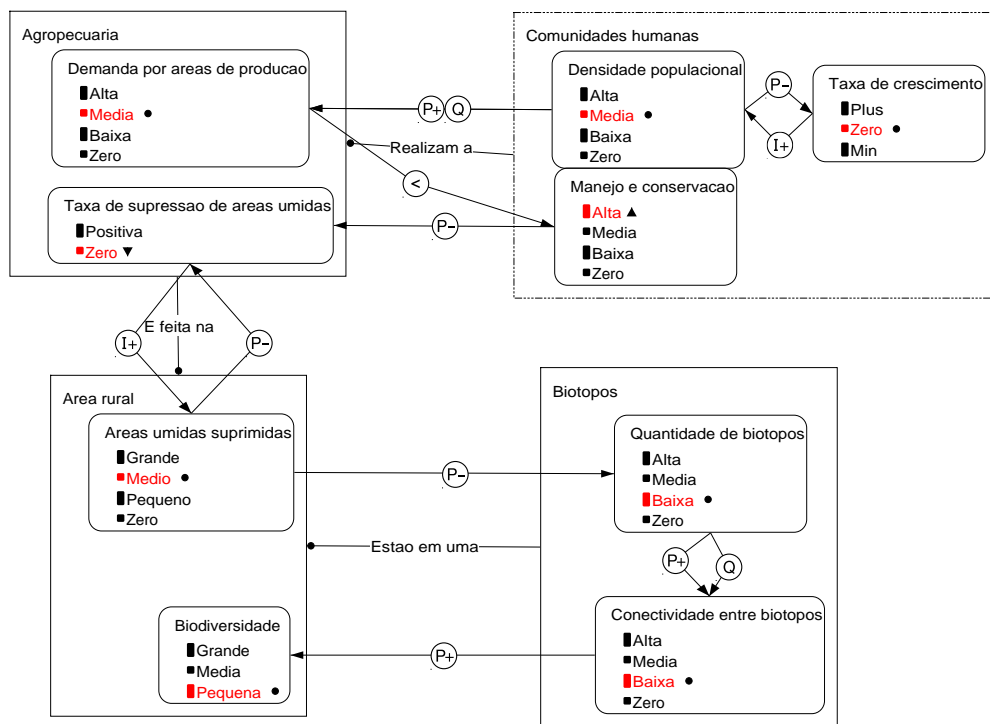 Agropecuaria
Demanda por areas de producao
Alta
Media
Baixa
Zero
Taxa de supressao de areas umidas
Positiva
Zero
Comunidades humanas
Densidade populacional
Alta
Media
Baixa
Zero
Taxa de crescimento
Plus
Zero
Min
Manejo e conservacao
Alta
Media
Baixa
Zero
P+
Q
P-
I+
Realizam a
<
P-
I+
E feita na
P-
Area rural
Areas umidas suprimidas
Grande
Medio
Pequeno
Zero
Biodiversidade
Grande
Media
Pequena
P-
Estao em uma
P+
Biotopos
Quantidade de biotopos
Alta
Media
Baixa
Zero
P+
Q
Conectividade entre biotopos
Alta
Media
Baixa
Zero